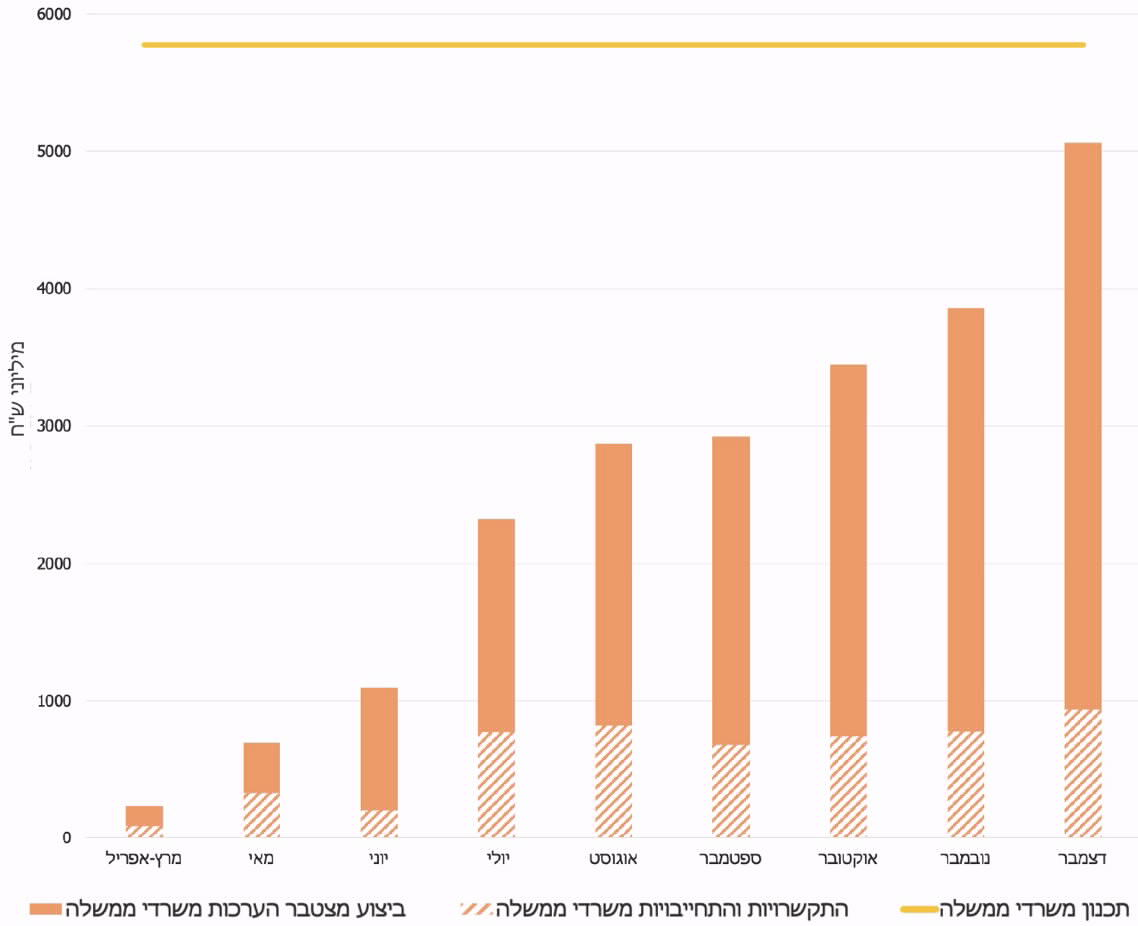 6000
5000
4000
3000
2000
1000
0
מיליוני ש"ח
מרץ-אפריל
מאי
יוני
יולי
אוגוסט
ספטמבר
אוקטובר
נובמבר
דצמבר
ביצוע מצטבר הערכות משרדי ממשלה
התקשרויות והתחייבויות משרדי ממשלה
תכנון משרדי ממשלה